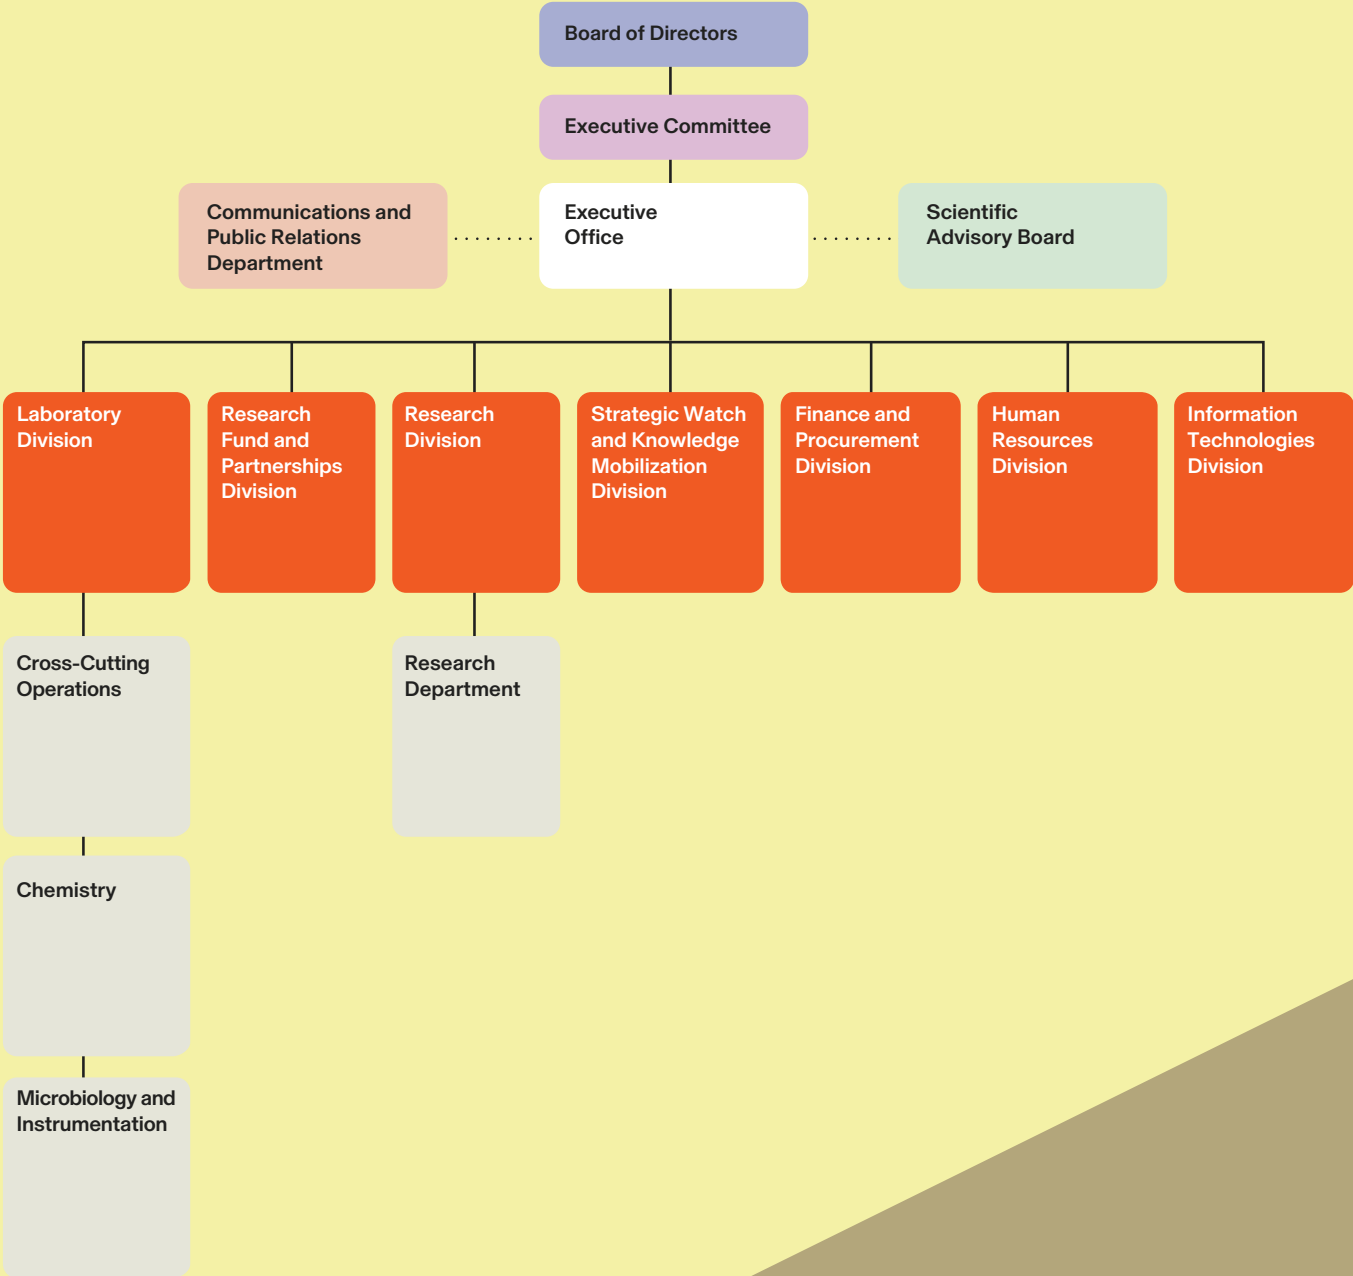 Board of Directors
Executive Committee
Communications and
Public Relations
Department
Executive
Office
Scientific
Advisory Board
Laboratory
Division
Research
Fund and
Partnerships
Division
Research
Division
Strategic Watch
and Knowledge
Mobilization
Division
Finance and
Procurement
Division
Human
Resources
Division
Information
Technologies
Division
Cross-Cutting
Operations
Research
Department
Chemistry
Microbiology and
Instrumentation